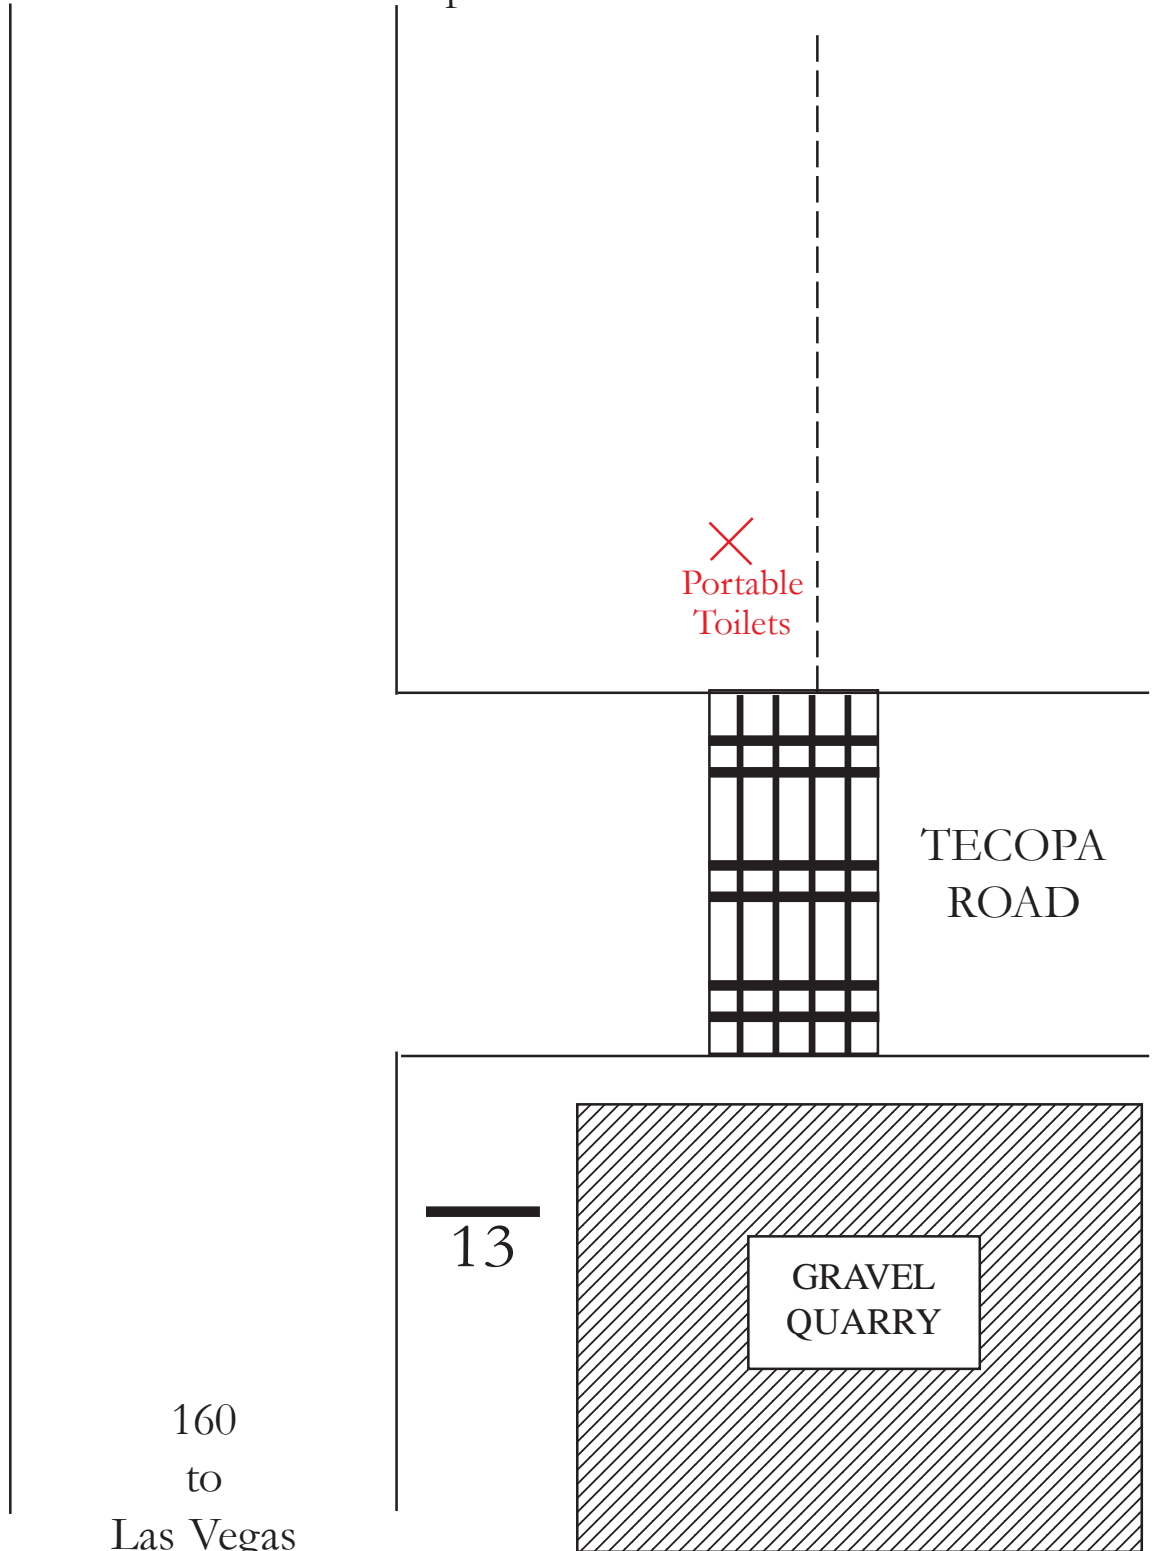 Portable
Toilets
TECOPA
ROAD
13
GRAVEL
QUARRY
160
to
Las Vegas